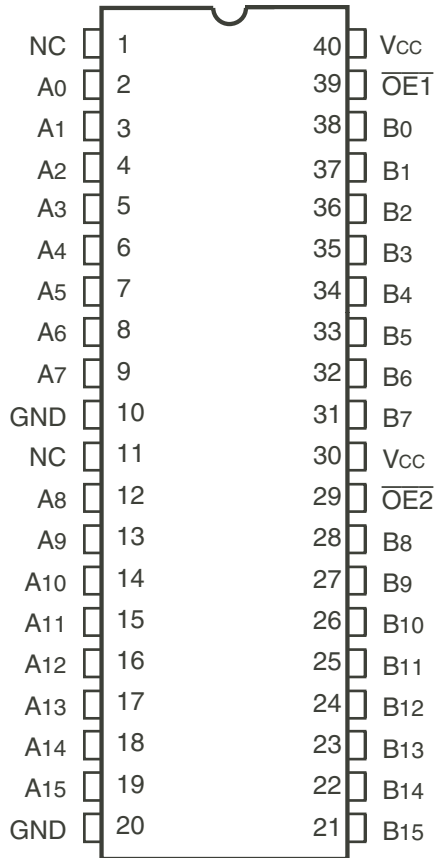 NC 1 40 VCC
A0 2 39 OE1
A1 3 38 B0
A2 4 37 B1
A3 5 36 B2
A4 6 35 B3
A5 7 34 B4
A6 8 33 B5
A7 9 32 B6
GND 10 31 B7
NC 11 30 VCC
A8 12 29 OE2
A9 13 28 B8
A10 14 27 B9
A11 15 26 B10
A12 16 25 B11
A13 17 24 B12
A14 18 23 B13
A15 19 22 B14
GND 20 21 B15